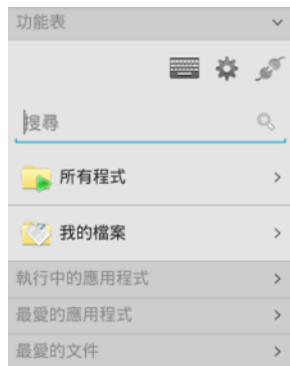 功能表
搜尋
所有程式
我的檔案
執行中的應用程式
最愛的應用程式
最愛的文件